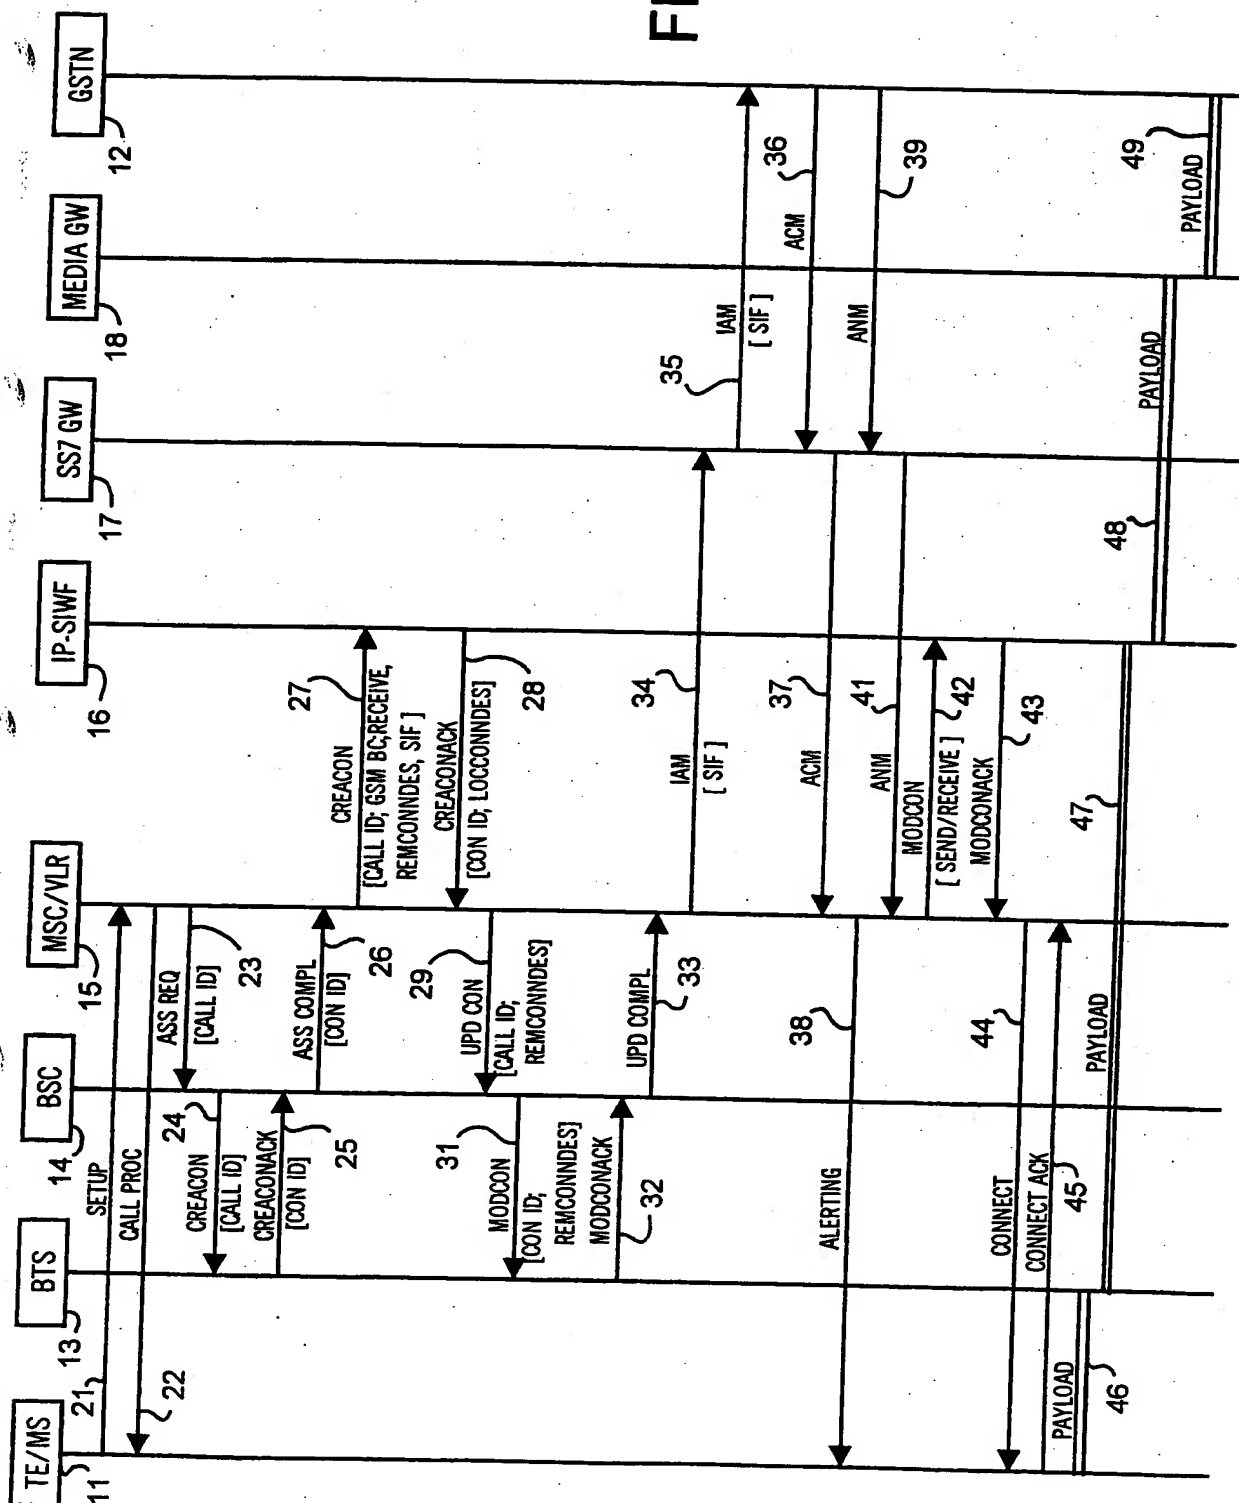 TE/MS
11
BTS
13
BSC
14
MSC/VLR
15
IP-SIWF
16
SS7 GW
17
MEDIA GW
18
GSTN
12
21
SETUP
22
CALL PROC
ASS REQ
[CALL ID]
23
24
CREACON
[CALL ID]
CREACONACK
[CON ID]
25
ASS COMPL
[CON ID]
26
27
CREACON
[CALL ID; GSM BC;RECEIVE,
REMCONNDES, SIF ]
CREACONACK
[CON ID; LOCCONNDES]
28
29
UPD CON
[CALL ID;
REMCONNDES]
31
MODCON
[CON ID;
REMCONNDES]
MODCONACK
32
UPD COMPL
33
34
IAM
[ SIF ]
35
IAM
[ SIF ]
36
ACM
37
ACM
38
ALERTING
ANM
39
41
ANM
MODCON
[ SEND/RECEIVE ]
42
MODCONACK
43
44
CONNECT
CONNECT ACK
45
PAYLOAD
46
PAYLOAD
47
48
PAYLOAD
49
PAYLOAD